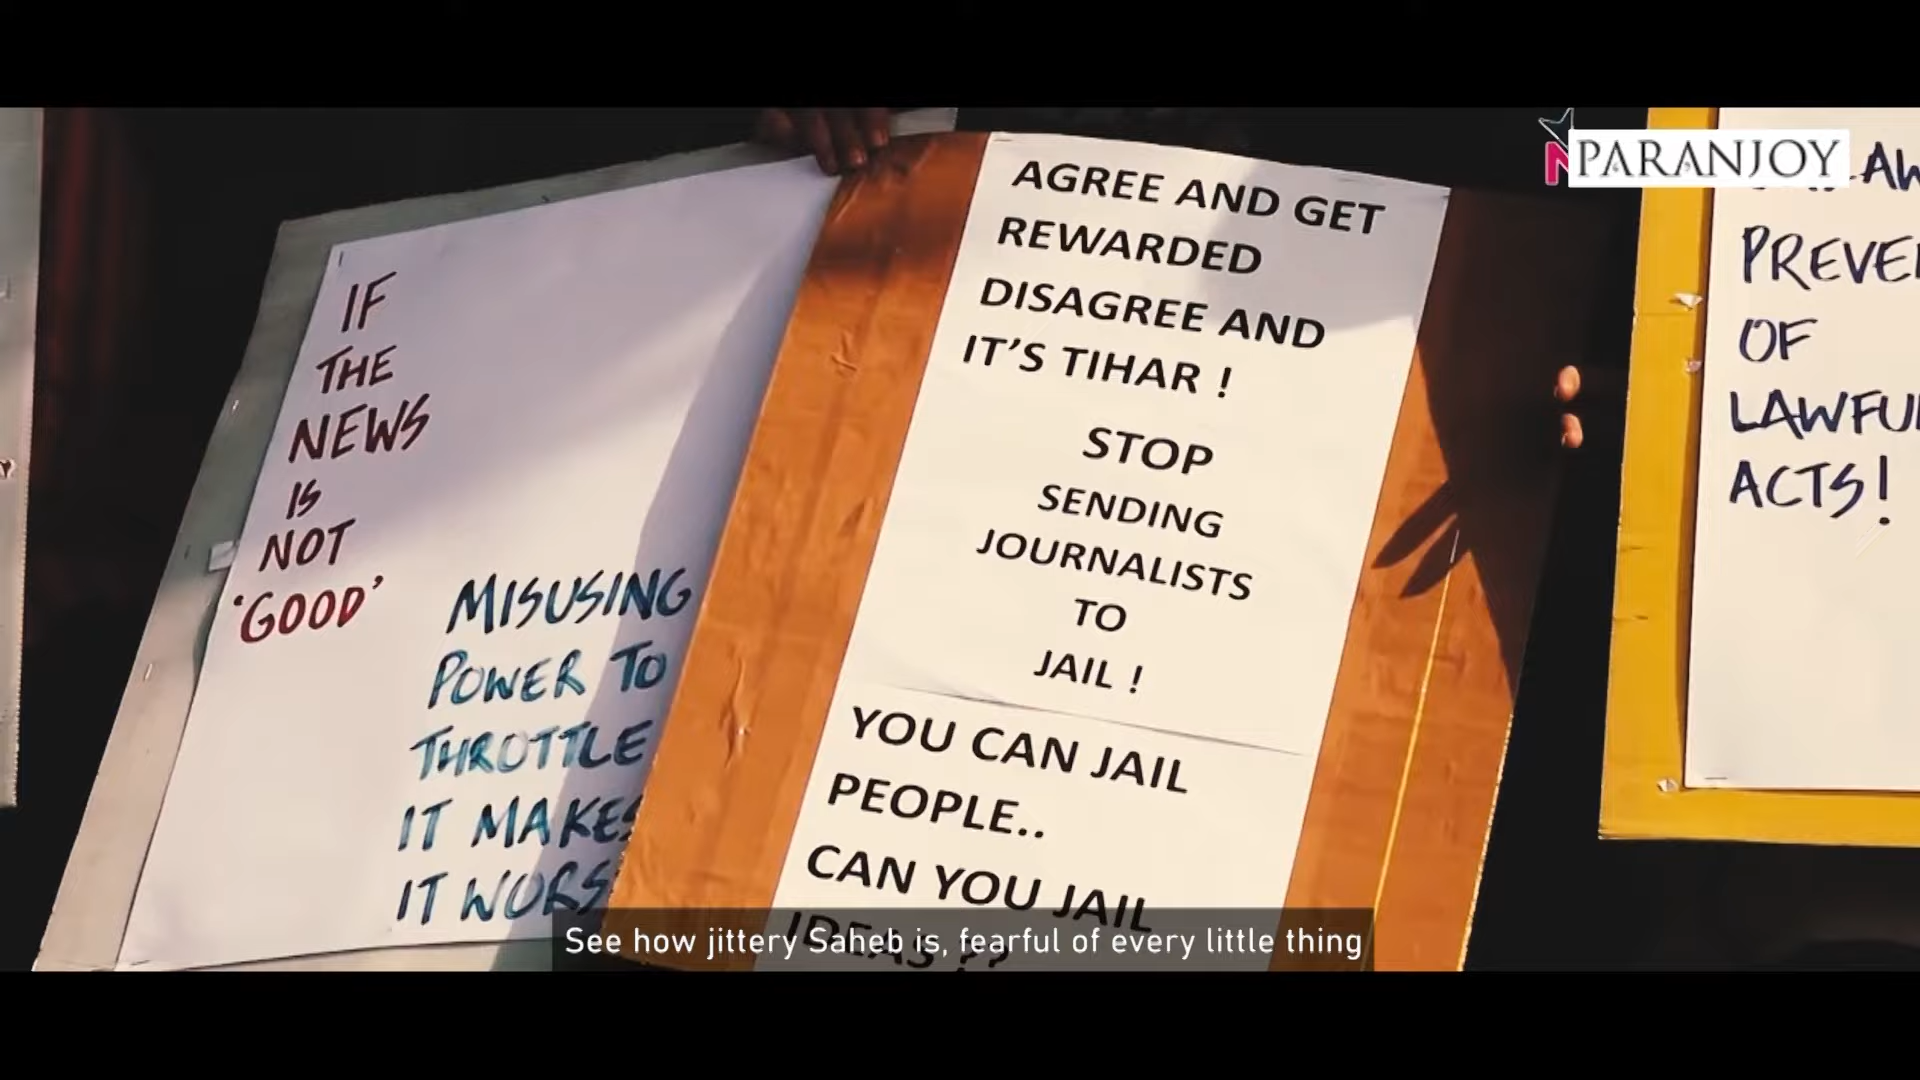 IF
THE
NEWS
IS
NOT
'GOOD'
MISUSING
POWER TO
THROTTLE
IT MAKES
IT
AGREE AND GET
REWARDED
DISAGREE AND
IT'S TIHAR !
STOP
SENDING
JOURNALISTS
TO
JAIL !
YOU CAN JAIL
PEOPLE..
CAN YOU JAIL
IDEAS ??
PARANJOY
OF
ACTS!
See how jittery Saheb is, fearful of every little thing